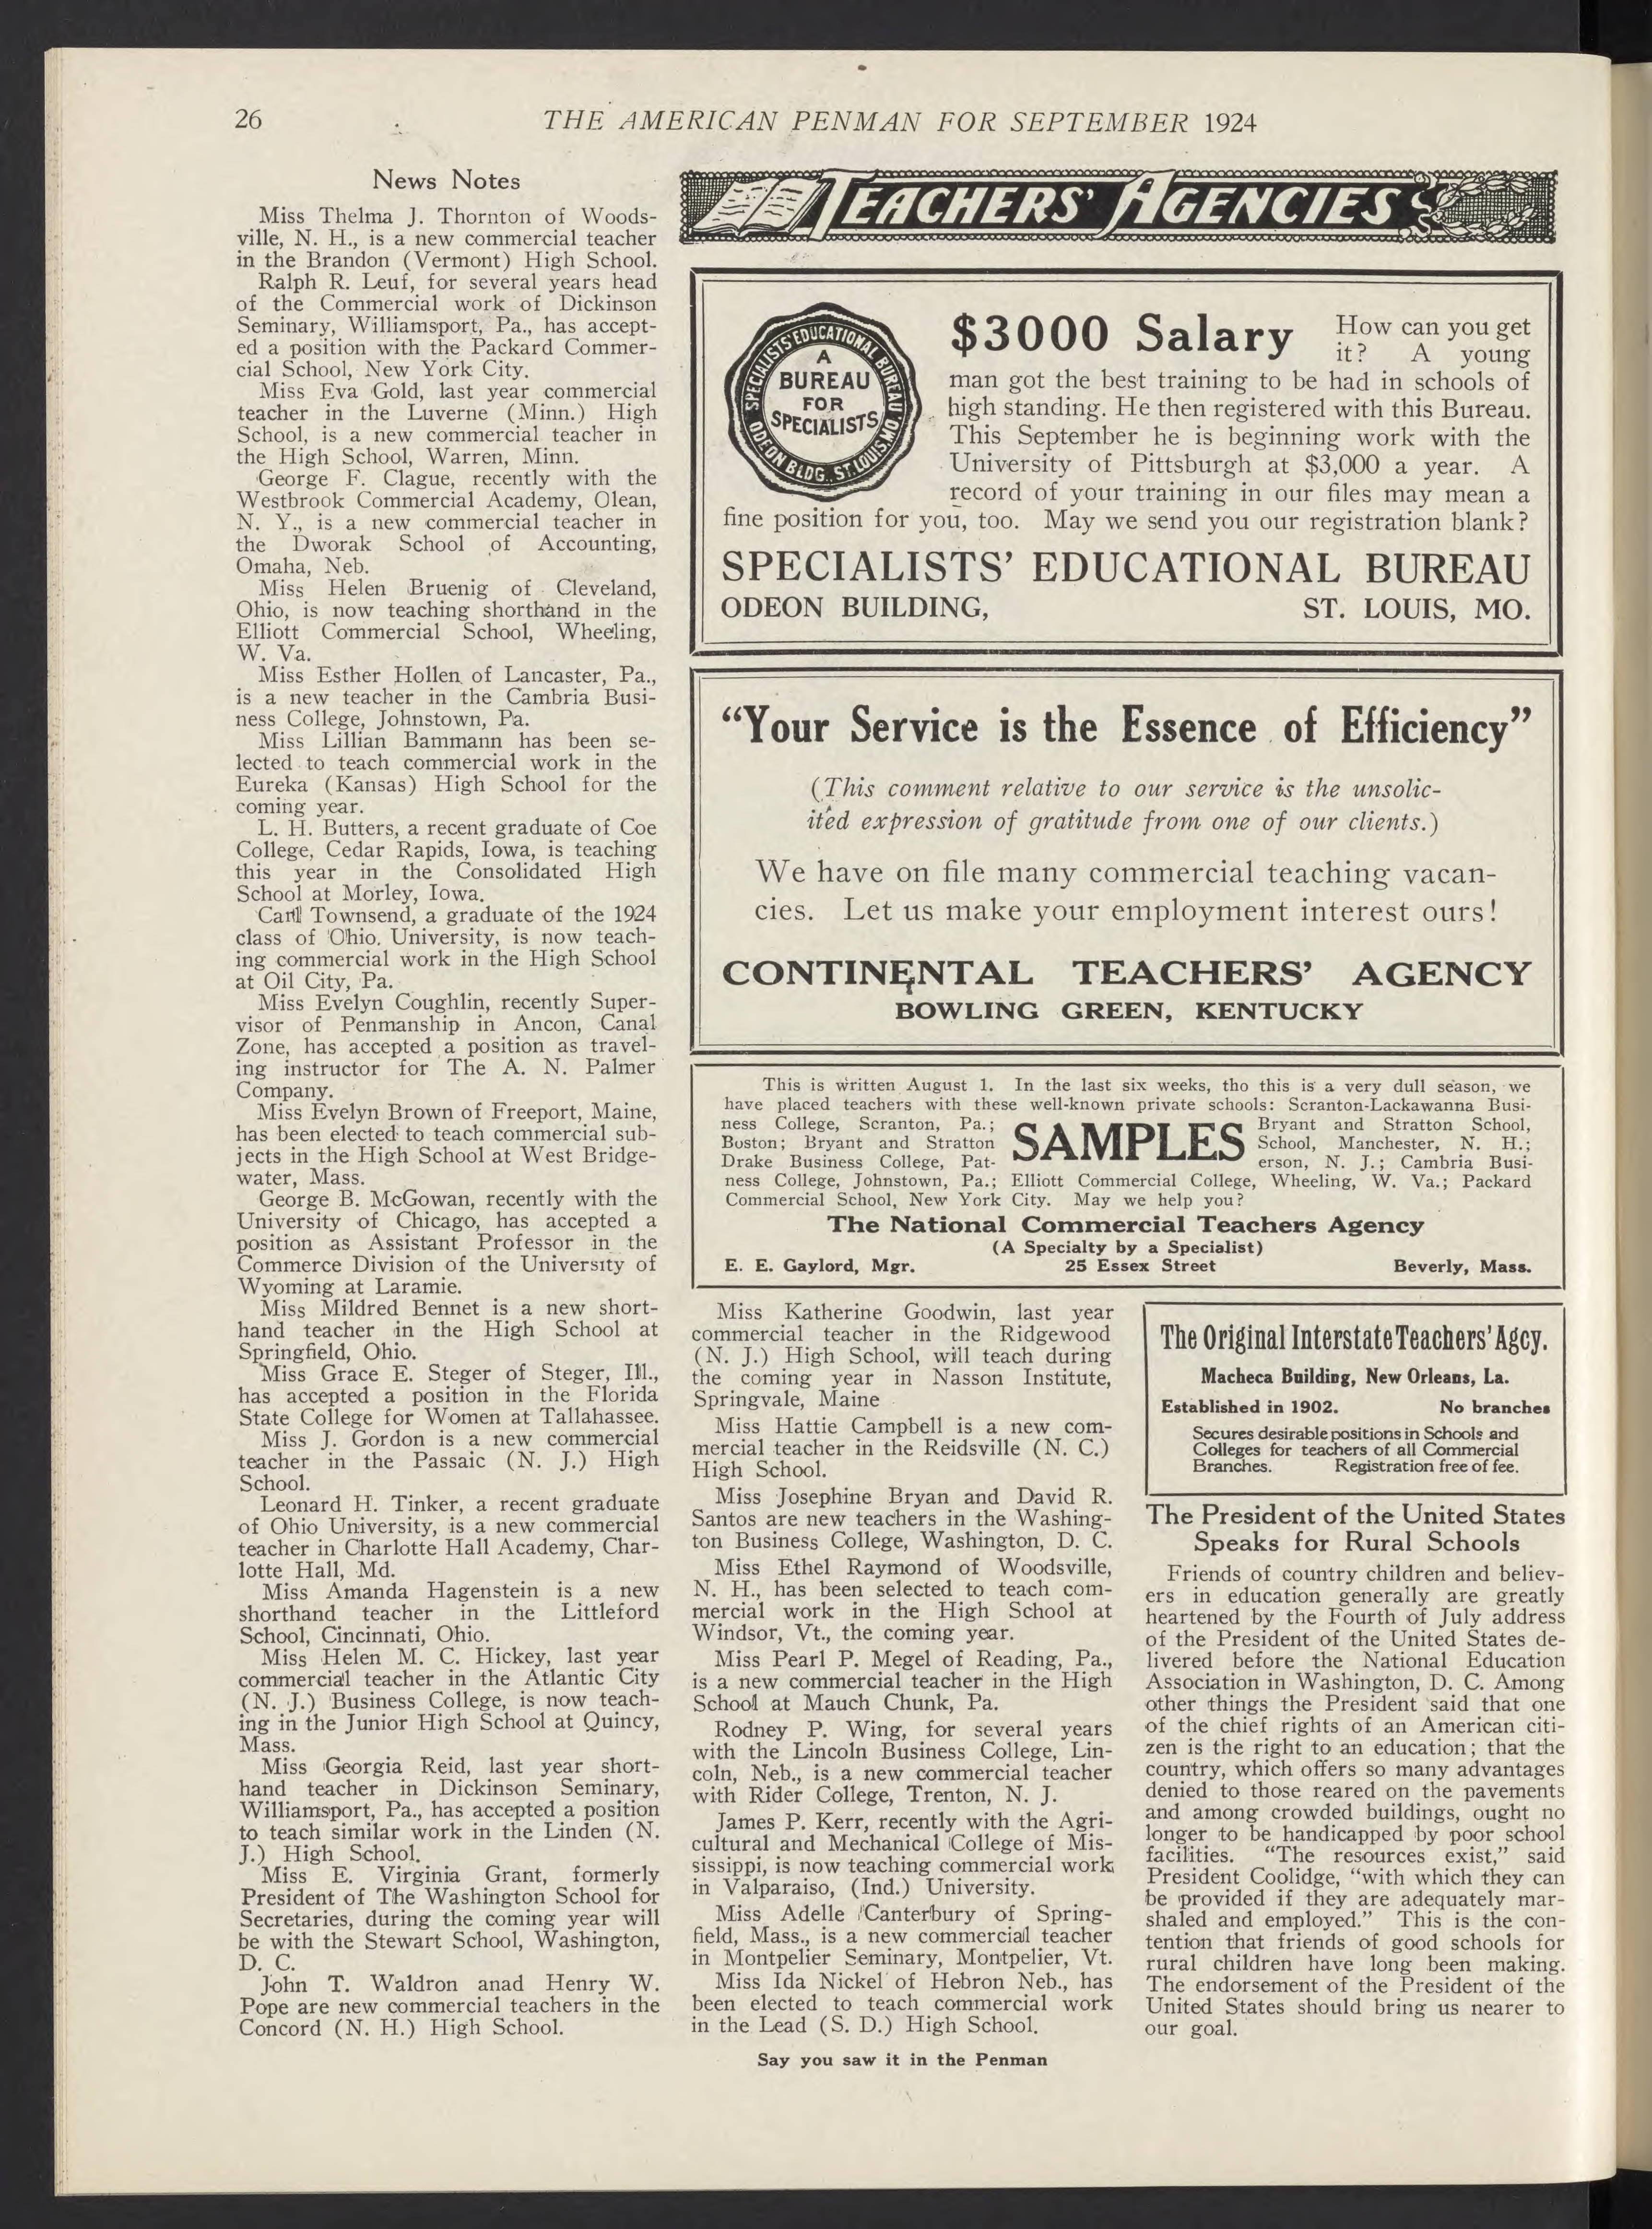 26
THE AMERICAN PENMAN FOR SEPTEMBER 1924
News Notes
Miss Thelma J. Thornton of Woods-
ville, N. H., is a new commercial teacher
in the Brandon (Vermont) High School.
Ralph R. Leuf, for several years head
of the Commercial work of Dickinson
Seminary, Williamsport, Pa., has accept-
ed a position with the Packard Commer-
cial School, New York City.
Miss Eva Gold, last year commercial
teacher in the Luverne (Minn.) High
School, is a new commercial teacher in
the High School, Warren, Minn.
George F. Clague, recently with the
Westbrook Commercial Academy, Olean,
N. Y., is a new commercial teacher in
the Dworak School of Accounting,
Omaha, Neb.
Miss Helen Bruenig of Cleveland,
Ohio, is now teaching shorthand in the
Elliott Commercial School, Wheeling,
W. Va.
Miss Esther Hollen of Lancaster, Pa.,
is a new teacher in the Cambria Busi-
ness College, Johnstown, Pa.
Miss Lillian Bammann has been se-
lected to teach commercial work in the
Eureka (Kansas) High School for the
coming year.
L. H. Butters, a recent graduate of Coe
College, Cedar Rapids, Iowa, is teaching
this year in the Consolidated High
School at Morley, Iowa.
Carl Townsend, a graduate of the 1924
class of Ohio University, is now teach-
ing commercial work in the High School
at Oil City, Pa.
Miss Evelyn Coughlin, recently Super-
visor of Penmanship in Ancon, Canal
Zone, has accepted a position as travel-
ing instructor for The A. N. Palmer
Company.
Miss Evelyn Brown of Freeport, Maine,
has been elected to teach commercial sub-
jects in the High School at West Bridge-
water, Mass.
George B. McGowan, recently with the
University of Chicago, has accepted a
position as Assistant Professor in the
Commerce Division of the University of
Wyoming at Laramie.
Miss Mildred Bennet is a new short-
hand teacher in the High School at
Springfield, Ohio.
Miss Grace E. Steger of Steger, Ill.,
has accepted a position in the Florida
State College for Women at Tallahassee.
Miss J. Gordon is a new commercial
teacher in the Passaic (N. J.) High
School.
Leonard H. Tinker, a recent graduate
of Ohio University, is a new commercial
teacher in Charlotte Hall Academy, Char-
lotte Hall, Md.
Miss Amanda Hagenstein is a new
shorthand teacher in the Littleford
School, Cincinnati, Ohio.
Miss Helen M. C. Hickey, last year
commercial teacher in the Atlantic City
(N. J.) Business College, is now teach-
ing in the Junior High School at Quincy,
Mass.
Miss Georgia Reid, last year short-
hand teacher in Dickinson Seminary,
Williamsport, Pa., has accepted a position
to teach similar work in the Linden (N.
J.) High School.
Miss E. Virginia Grant, formerly
President of The Washington School for
Secretaries, during the coming year will
be with the Stewart School, Washington,
D. C.
John T. Waldron anad Henry W.
Pope are new commercial teachers in the
Concord (N. H.) High School.
TEACHERS' AGENCIES
SPECIALISTS' EDUCATIONAL BUREAU
ODEON BLDG. ST. LOUIS, MO.
A
BUREAU
FOR
SPECIALISTS
$3000 Salary How can you get
it? A young
man got the best training to be had in schools of
high standing. He then registered with this Bureau.
This September he is beginning work with the
University of Pittsburgh at $3,000 a year. A
record of your training in our files may mean a
fine position for you, too. May we send you our registration blank?
SPECIALISTS' EDUCATIONAL BUREAU
ODEON BUILDING, ST. LOUIS, MO.
"Your Service is the Essence of Efficiency"
(This comment relative to our service is the unsolic-
ited expression of gratitude from one of our clients.)
We have on file many commercial teaching vacan-
cies. Let us make your employment interest ours!
CONTINENTAL TEACHERS' AGENCY
BOWLING GREEN, KENTUCKY
This is written August 1. In the last six weeks, tho this is a very dull season, we
have placed teachers with these well-known private schools: Scranton-Lackawanna Busi-
ness College, Scranton, Pa.; Bryant and Stratton School,
Boston; Bryant and Stratton SAMPLES School, Manchester, N. H.;
Drake Business College, Pat- erson, N. J.; Cambria Busi-
ness College, Johnstown, Pa.; Elliott Commercial College, Wheeling, W. Va.; Packard
Commercial School, New York City. May we help you?
The National Commercial Teachers Agency
(A Specialty by a Specialist)
E. E. Gaylord, Mgr. 25 Essex Street Beverly, Mass.
Miss Katherine Goodwin, last year
commercial teacher in the Ridgewood
(N. J.) High School, will teach during
the coming year in Nasson Institute,
Springvale, Maine
Miss Hattie Campbell is a new com-
mercial teacher in the Reidsville (N. C.)
High School.
Miss Josephine Bryan and David R.
Santos are new teachers in the Washing-
ton Business College, Washington, D. C.
Miss Ethel Raymond of Woodsville,
N. H., has been selected to teach com-
mercial work in the High School at
Windsor, Vt., the coming year.
Miss Pearl P. Megel of Reading, Pa.,
is a new commercial teacher in the High
School at Mauch Chunk, Pa.
Rodney P. Wing, for several years
with the Lincoln Business College, Lin-
coln, Neb., is a new commercial teacher
with Rider College, Trenton, N. J.
James P. Kerr, recently with the Agri-
cultural and Mechanical College of Mis-
sissippi, is now teaching commercial work
in Valparaiso, (Ind.) University.
Miss Adelle Canterbury of Spring-
field, Mass., is a new commercial teacher
in Montpelier Seminary, Montpelier, Vt.
Miss Ida Nickel of Hebron Neb., has
been elected to teach commercial work
in the Lead (S. D.) High School.
The Original Interstate Teachers' Agcy.
Macheca Building, New Orleans, La.
Established in 1902. No branches
Secures desirable positions in Schools and
Colleges for teachers of all Commercial
Branches. Registration free of fee.
The President of the United States
Speaks for Rural Schools
Friends of country children and believ-
ers in education generally are greatly
heartened by the Fourth of July address
of the President of the United States de-
livered before the National Education
Association in Washington, D. C. Among
other things the President said that one
of the chief rights of an American citi-
zen is the right to an education; that the
country, which offers so many advantages
denied to those reared on the pavements
and among crowded buildings, ought no
longer to be handicapped by poor school
facilities. "The resources exist," said
President Coolidge, "with which they can
be provided if they are adequately mar-
shaled and employed." This is the con-
tention that friends of good schools for
rural children have long been making.
The endorsement of the President of the
United States should bring us nearer to
our goal.
Say you saw it in the Penman